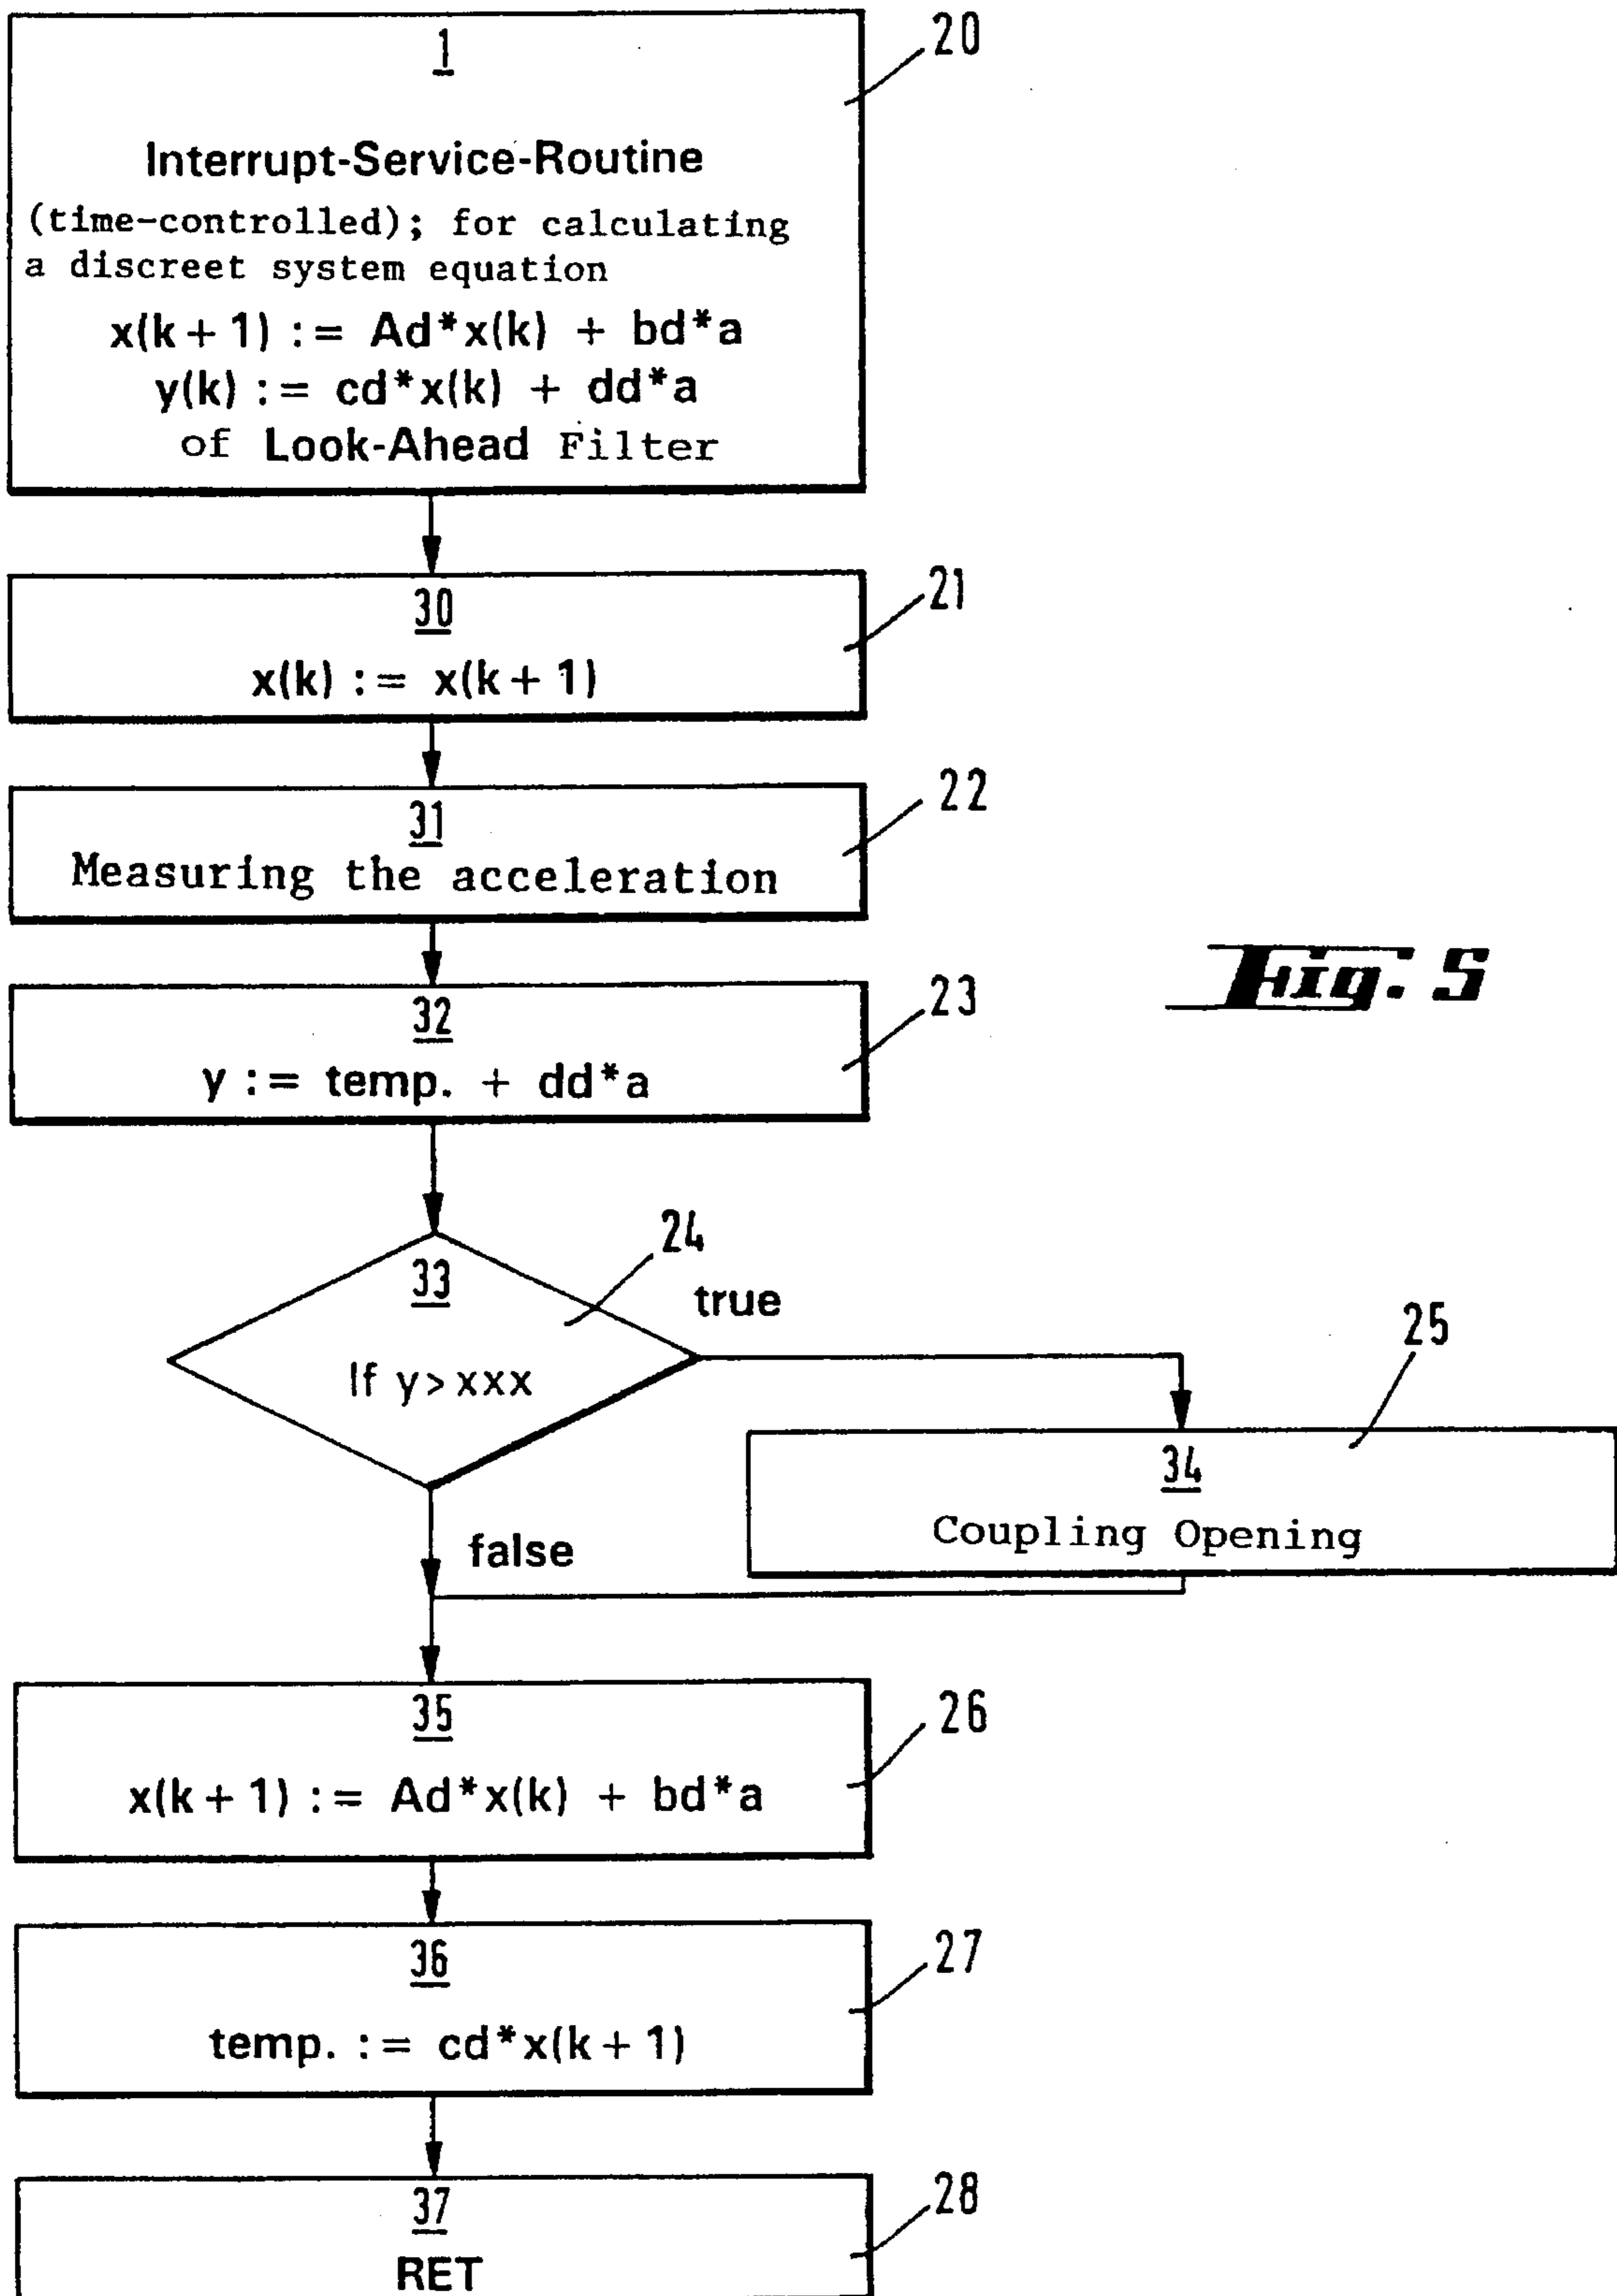 1
20
Interrupt-Service-Routine
(time-controlled); for calculating
a discreet system equation
x(k + 1) := Ad*x(k) + bd*a
y(k) := cd*x(k) + dd*a
of Look-Ahead Filter
30
21
x(k) := x(k + 1)
31
22
Measuring the acceleration
32
23
y := temp. + dd*a
Fig. 5
33
24
true
If y > xxx
25
34
Coupling Opening
false
35
26
x(k + 1) := Ad*x(k) + bd*a
36
27
temp. := cd*x(k + 1)
37
28
RET